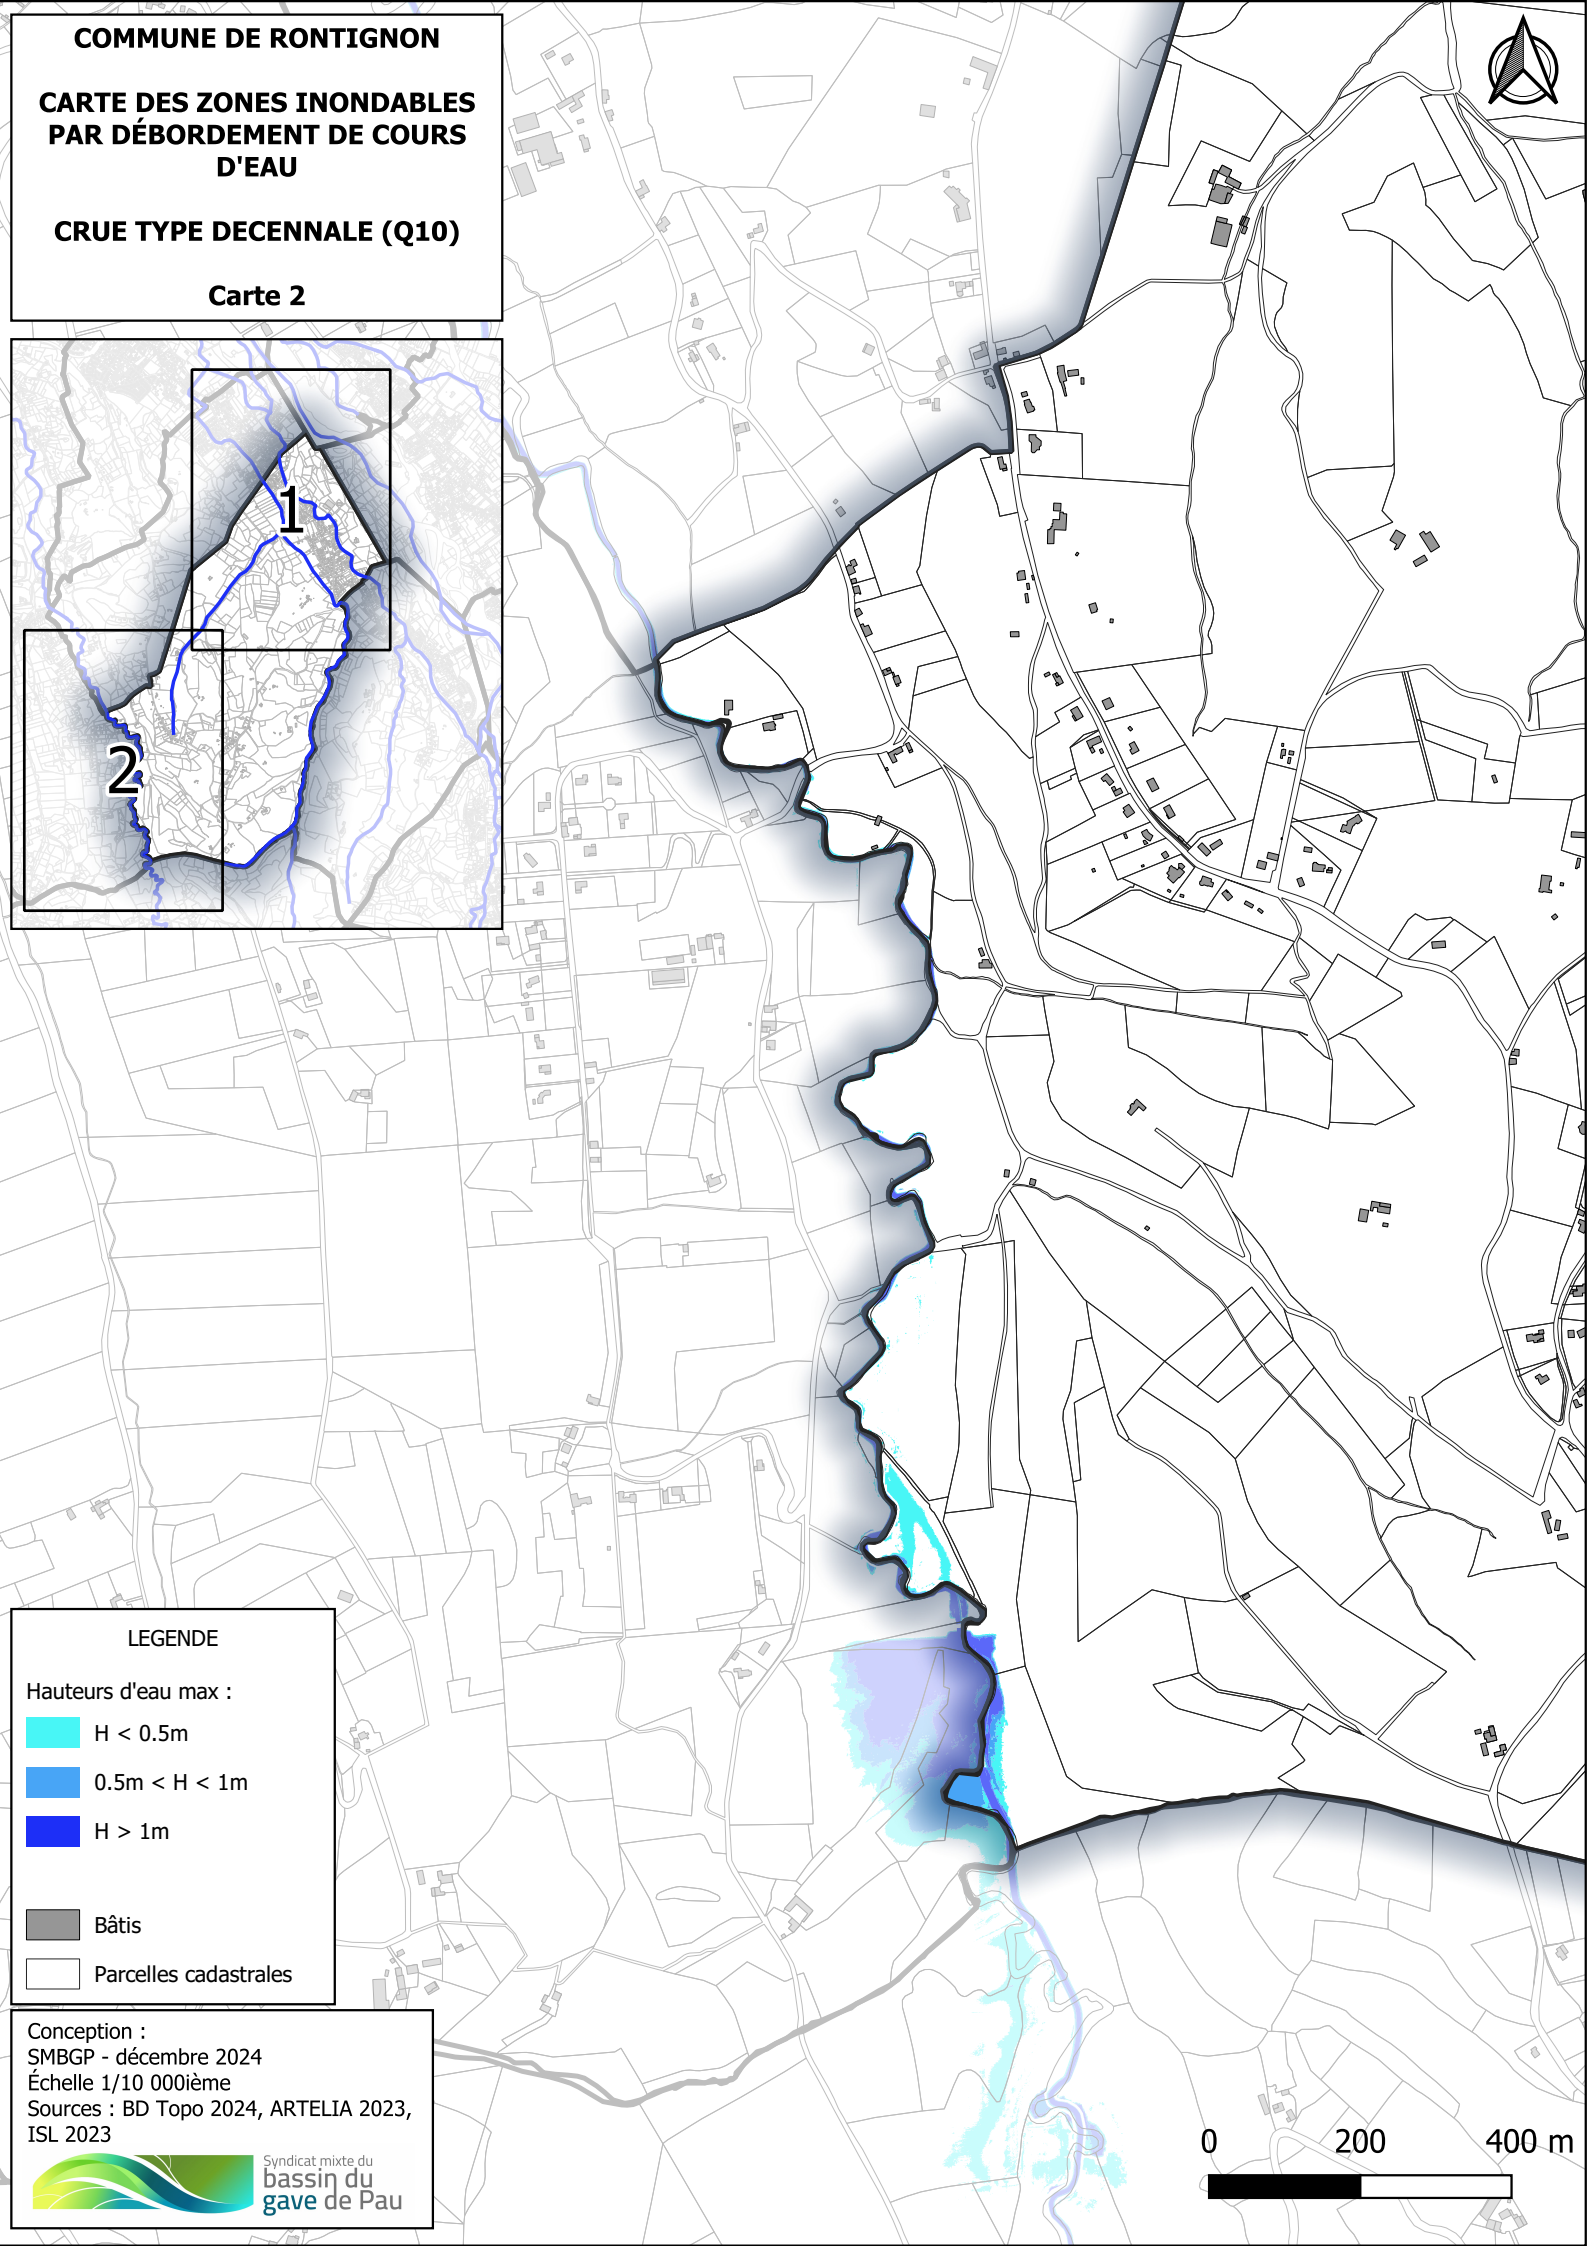 COMMUNE DE RONTIGNON
CARTE DES ZONES INONDABLES
PAR DÉBORDEMENT DE COURS
D'EAU
CRUE TYPE DECENNALE (Q10)
Carte 2
1
2
LEGENDE
Hauteurs d'eau max :
H < 0.5m
0.5m < H < 1m
H > 1m
Bâtis
Parcelles cadastrales
Conception :
SMBGP - décembre 2024
Échelle 1/10 000ième
Sources : BD Topo 2024, ARTELIA 2023,
ISL 2023
Syndicat mixte du
bassin du
gave de Pau
0 200 400 m